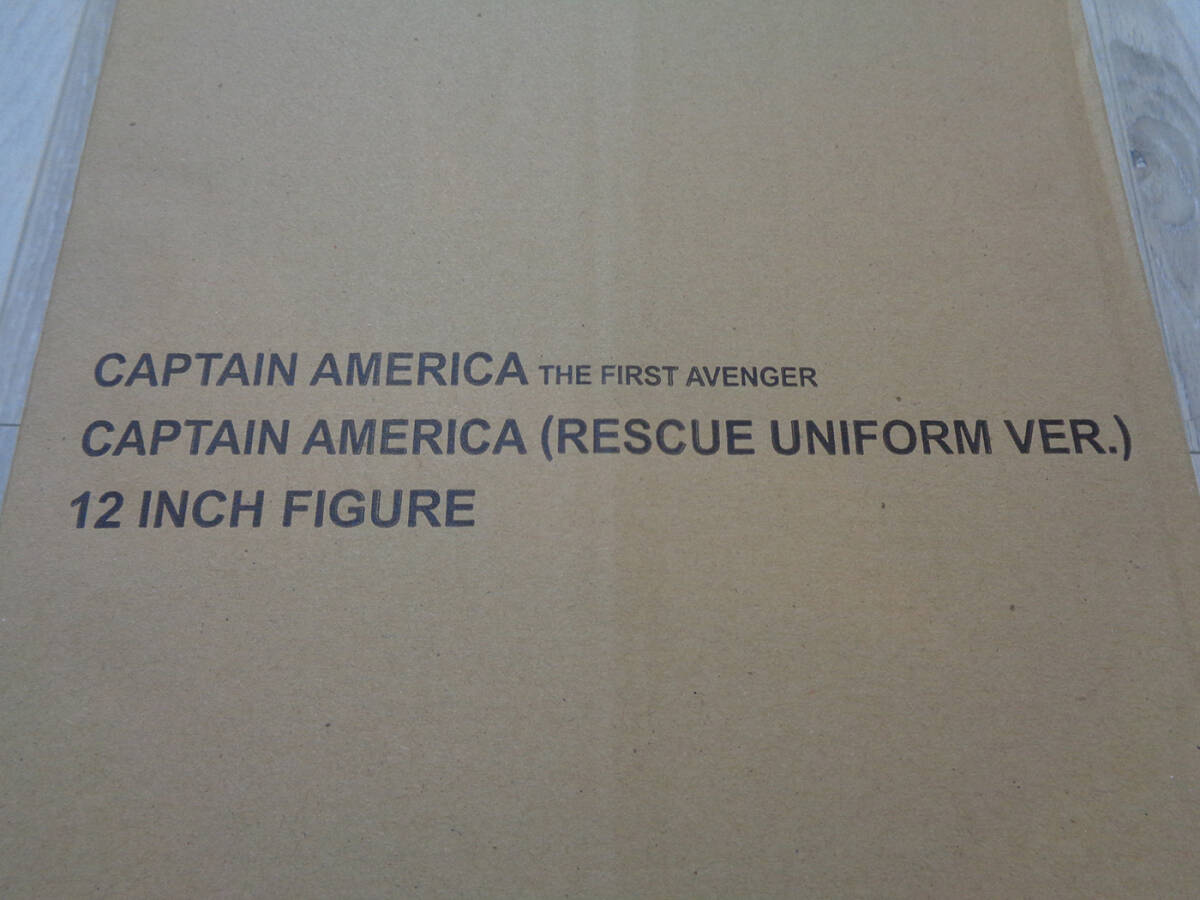 CAPTAIN AMERICA THE FIRST AVENGER
CAPTAIN AMERICA (RESCUE UNIFORM VER.)
12 INCH FIGURE